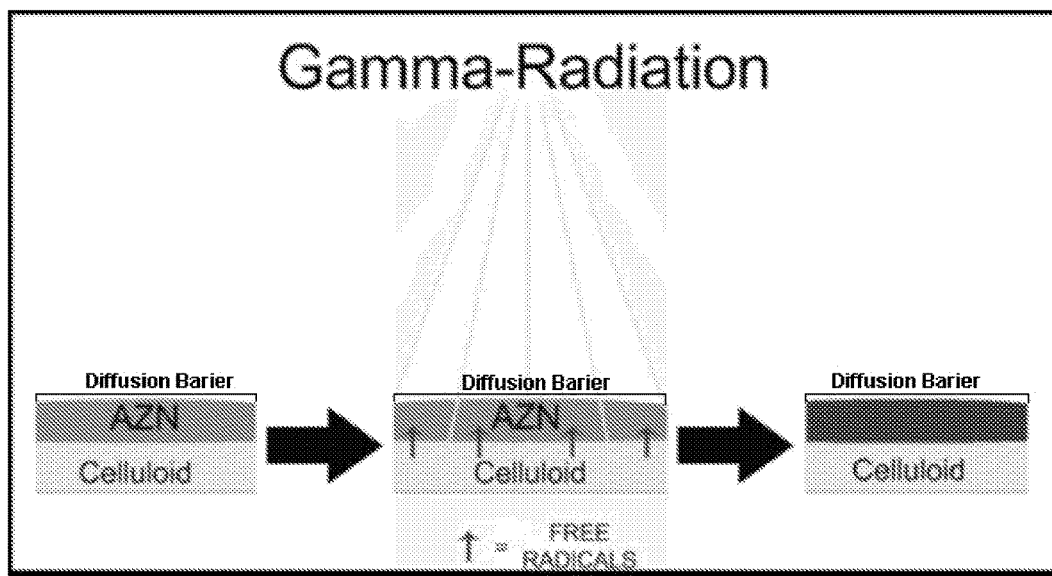 Gamma-Radiation
Diffusion Barier
AZN
Celluloid
Diffusion Barier
AZN
Celluloid
↑ = FREE
RADICALS
Diffusion Barier
Celluloid